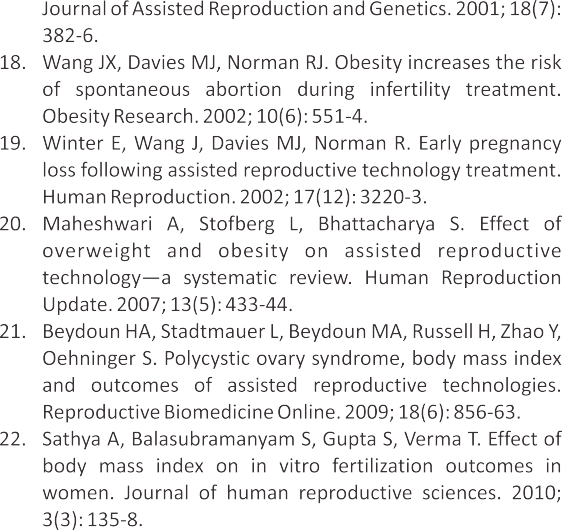 Journal of Assisted Reproduction and Genetics. 2001; 18(7):
382-6.
18. Wang JX, Davies MJ, Norman RJ. Obesity increases the risk
of spontaneous abortion during infertility treatment.
Obesity Research. 2002; 10(6): 551-4.
19. Winter E, Wang J, Davies MJ, Norman R. Early pregnancy
loss following assisted reproductive technology treatment.
Human Reproduction. 2002; 17(12): 3220-3.
20. Maheshwari A, Stofberg L, Bhattacharya S. Effect of
overweight and obesity on assisted reproductive
technology—a systematic review. Human Reproduction
Update. 2007; 13(5): 433-44.
21. Beydoun HA, Stadtmauer L, Beydoun MA, Russell H, Zhao Y,
Oehninger S. Polycystic ovary syndrome, body mass index
and outcomes of assisted reproductive technologies.
Reproductive Biomedicine Online. 2009; 18(6): 856-63.
22. Sathya A, Balasubramanyam S, Gupta S, Verma T. Effect of
body mass index on in vitro fertilization outcomes in
women. Journal of human reproductive sciences. 2010;
3(3): 135-8.